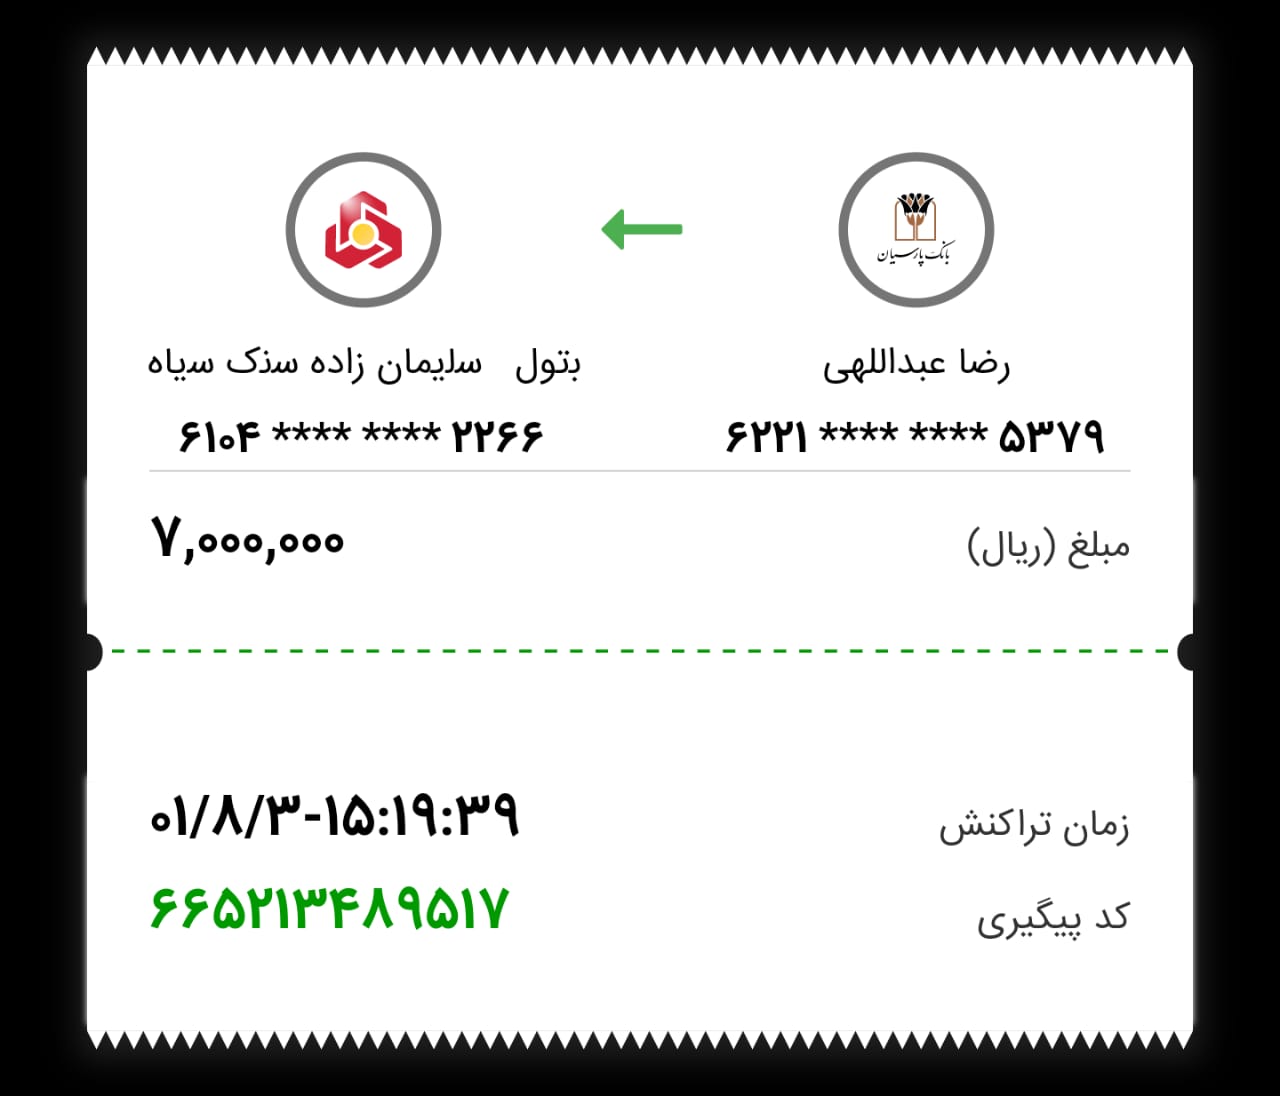 بانک پارسیان
رضا عبداللهی
بتول سلیمان زاده سنک سیاه
۶۲۲۱ **** **** ۵۳۷۹
۶۱۰۴ **** **** ۲۲۶۶
مبلغ (ریال)
۷,۰۰۰,۰۰۰
زمان تراکنش
۰۱/۸/۳-۱۵:۱۹:۳۹
کد پیگیری
۶۶۵۲۱۳۴۸۹۵۱۷